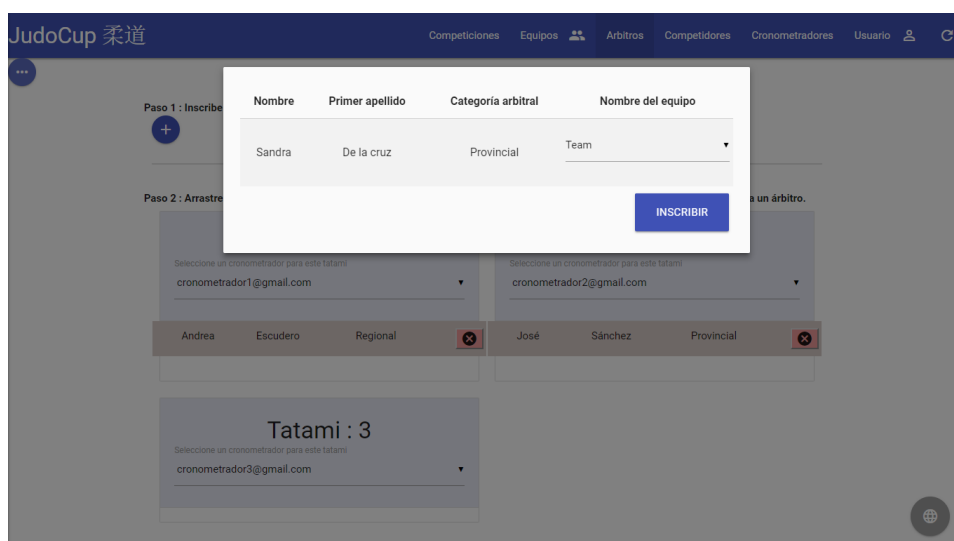 JudoCup 柔道
Competiciones Equipos Arbitros Competidores Cronometradores Usuario
Paso 1 : Inscribe
Nombre Primer apellido Categoría arbitral Nombre del equipo
Sandra De la cruz Provincial Team
INSCRIBIR
Paso 2 : Arrastre a un árbitro.
Seleccione un cronometrador para este tatami Seleccione un cronometrador para este tatami
cronometrador1@gmail.com cronometrador2@gmail.com
Andrea Escudero Regional José Sánchez Provincial
Tatami : 3
Seleccione un cronometrador para este tatami
cronometrador3@gmail.com